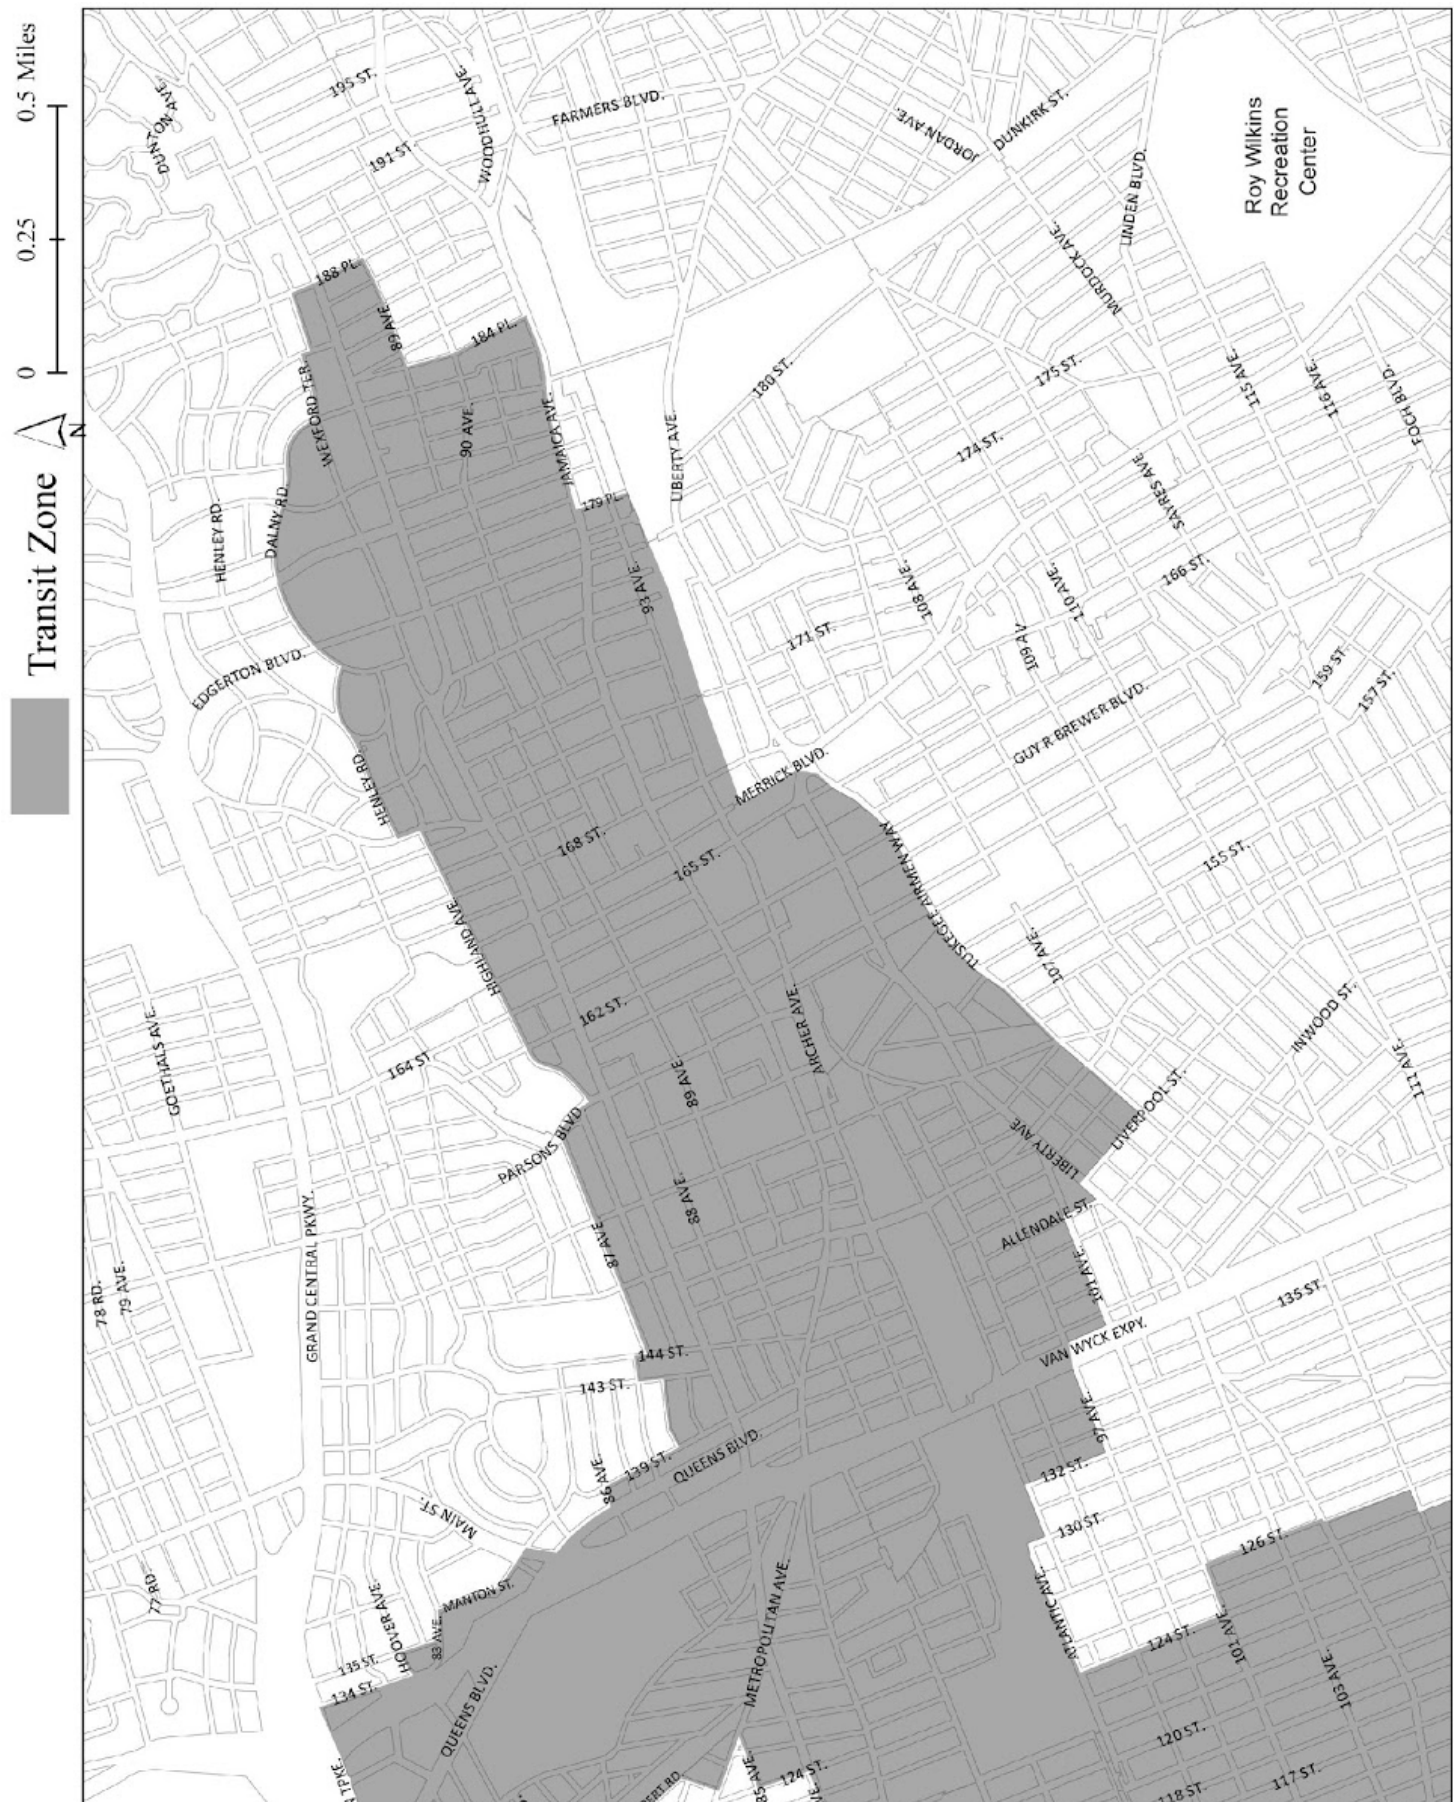 Transit Zone
N
0 0.25 0.5 Miles
DUNTON AVE.
195 ST.
191 ST
WOODHULL AVE.
FARMERS BLVD.
JORDAN AVE.
DUNKIRK ST.
Roy Wilkins
Recreation
Center
LINDEN BLVD.
MURDOCK AVE.
188 PL.
89 AVE
184 PL.
WEXFORD TER.
90 AVE.
JAMAICA AVE.
179 PL.
LIBERTY AVE.
180 ST.
175 ST.
174 ST.
115 AVE.
116 AVE.
FOCH BLVD.
SAYRES AVE
HENLEY RD.
DALNY RD.
93 AVE.
108 AVE.
109 AV.
110 AVE.
166 ST.
171 ST.
159 ST
157 ST.
EDGERTON BLVD.
GUY R BREWER BLVD.
HENLEY RD.
MERRICK BLVD.
168 ST.
165 ST.
TUSKEGEE AIRMEN WAY
155 ST.
HIGHLAND AVE.
107 AVE.
162 ST.
ARCHER AVE.
INWOOD ST.
GOETHALS AVE.
164 ST
89 AVE.
111 AVE.
PARSONS BLVD.
LIBERTY AVE
LIVERPOOL ST.
88 AVE.
ALLENDALE ST.
87 AVE
101 AVE.
GRAND CENTRAL PKWY.
78 RD.
79 AVE.
135 ST.
VAN WYCK EXPY.
144 ST.
143 ST.
97 AVE.
QUEENS BLVD.
139 ST.
86 AVE.
132 ST.
MAIN ST.
130 ST.
126 ST.
77 RD
MANTON ST.
HOOVER AVE.
83 AVE.
METROPOLITAN AVE.
ATLANTIC AVE.
124 ST.
101 AVE.
135 ST.
134 ST.
103 AVE.
QUEENS BLVD.
120 ST.
TPKE.
85 AVE.
124 ST.
118 ST.
117 ST.